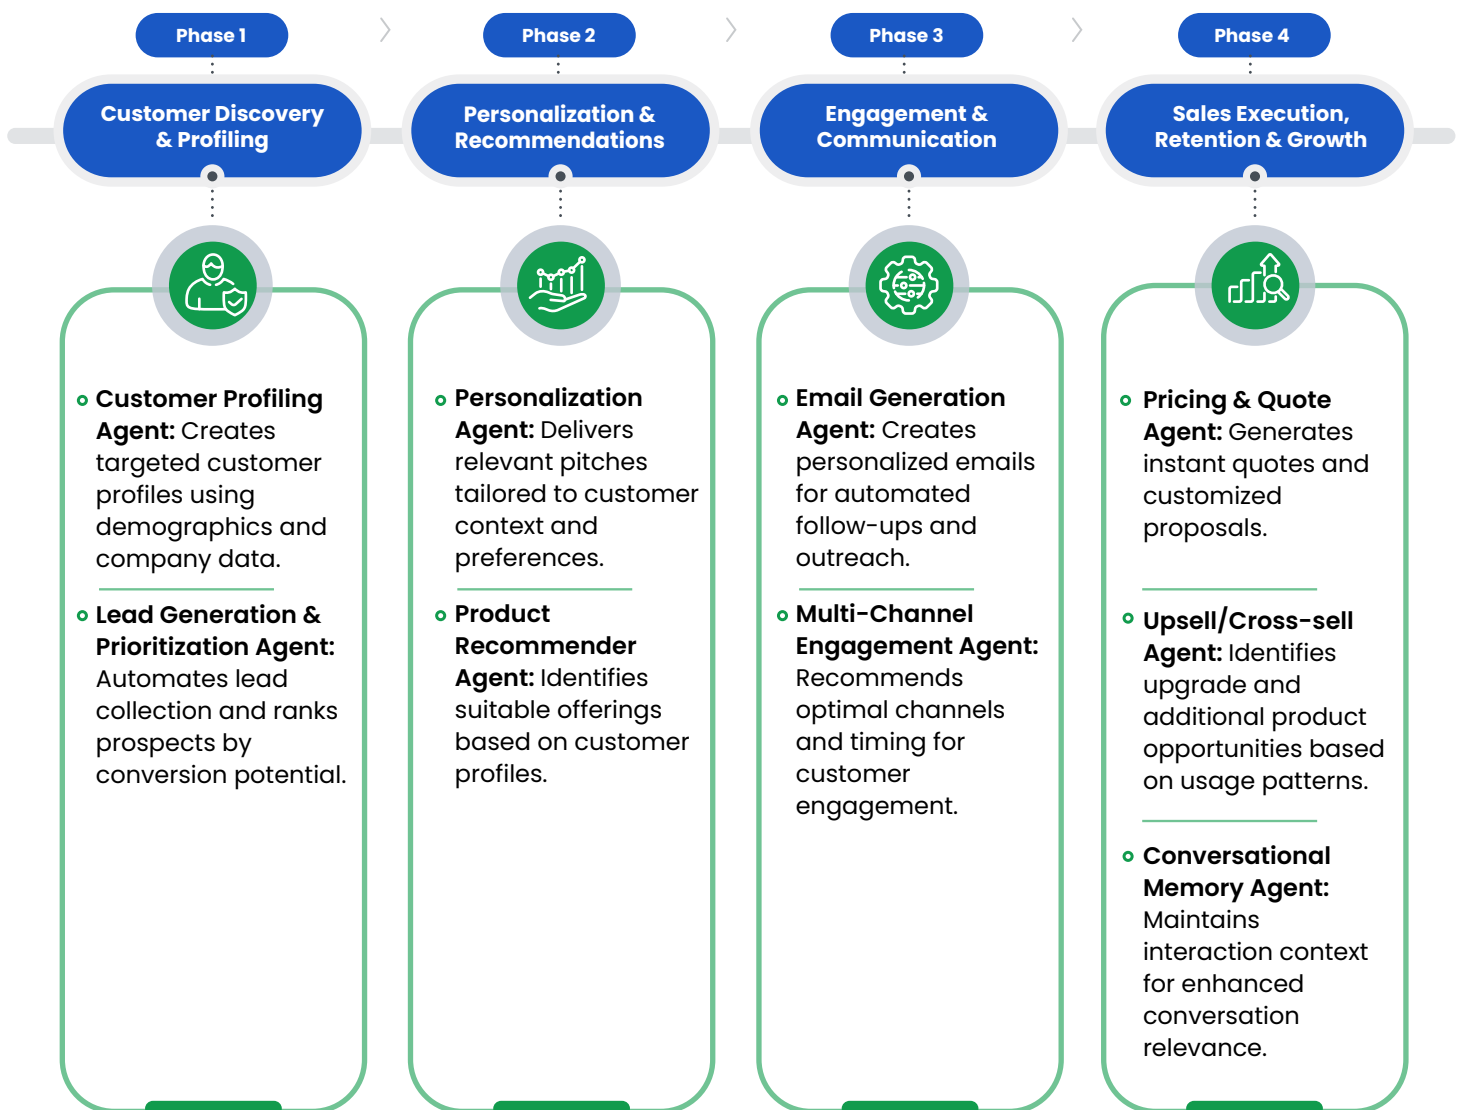 Phase 1
Phase 2
Phase 3
Phase 4
Customer Discovery
& Profiling
Personalization &
Recommendations
Engagement &
Communication
Sales Execution,
Retention & Growth
Customer Profiling
Agent: Creates
targeted customer
profiles using
demographics and
company data.
Lead Generation &
Prioritization Agent:
Automates lead
collection and ranks
prospects by
conversion potential.
Personalization
Agent: Delivers
relevant pitches
tailored to customer
context and
preferences.
Product
Recommender
Agent: Identifies
suitable offerings
based on customer
profiles.
Email Generation
Agent: Creates
personalized emails
for automated
follow-ups and
outreach.
Multi-Channel
Engagement Agent:
Recommends
optimal channels
and timing for
customer
engagement.
Pricing & Quote
Agent: Generates
instant quotes and
customized
proposals.
Upsell/Cross-sell
Agent: Identifies
upgrade and
additional product
opportunities based
on usage patterns.
Conversational
Memory Agent:
Maintains
interaction context
for enhanced
conversation
relevance.